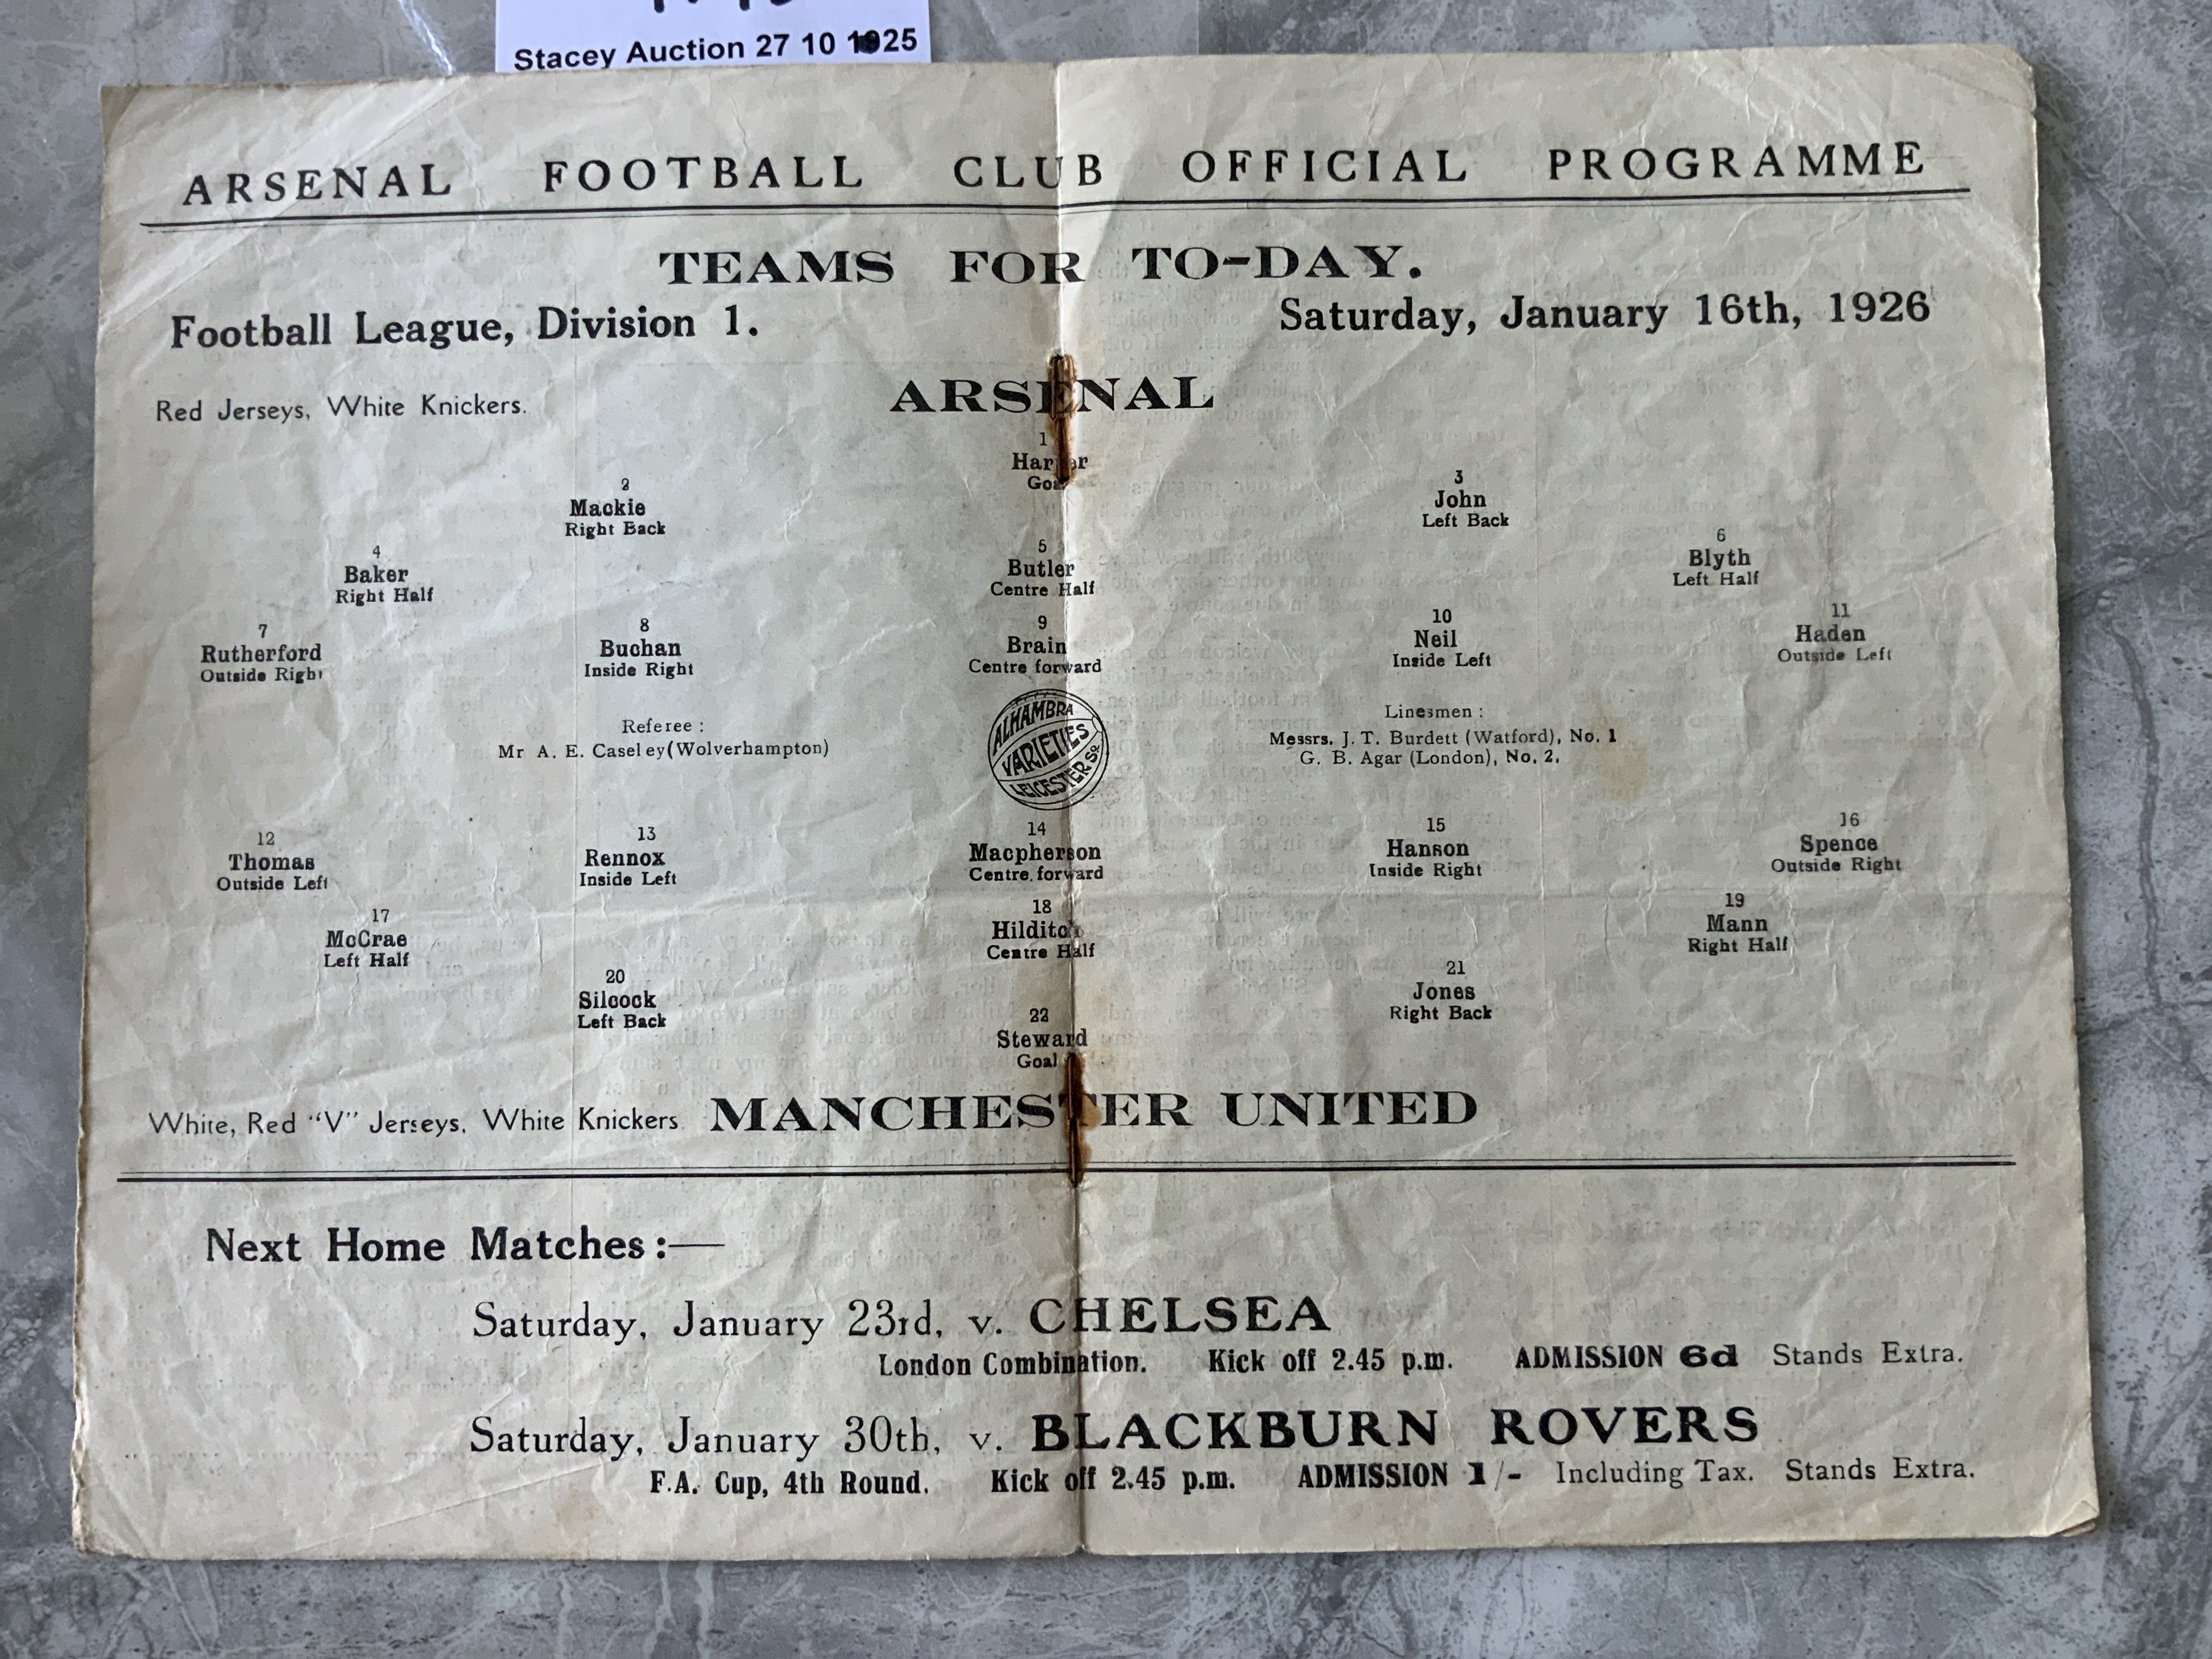 Stacey Auction 27 10 1925
ARSENAL FOOTBALL CLUB OFFICIAL PROGRAMME
TEAMS FOR TO-DAY.
Football League, Division 1. Saturday, January 16th, 1926
Red Jerseys, White Knickers. ARSENAL
1
Harper
Goal
2 3
Mackie John
Right Back Left Back
4 5 6
Baker Butler Blyth
Right Half Centre Half Left Half
7 8 9 10 11
Rutherford Buchan Brain Neil Haden
Outside Right Inside Right Centre forward Inside Left Outside Left
Referee :
Mr A. E. Caseley(Wolverhampton)
ALHAMBRA
VARIETIES
LEICESTER SQ
Linesmen :
Messrs. J. T. Burdett (Watford), No. 1
G. B. Agar (London), No. 2.
12 13 14 15 16
Thomas Rennox Macpherson Hanson Spence
Outside Left Inside Left Centre forward Inside Right Outside Right
17 18 19
McCrae Hilditch Mann
Left Half Centre Half Right Half
20 21
Silcock Jones
Left Back Right Back
22
Steward
Goal
White, Red "V" Jerseys, White Knickers. MANCHESTER UNITED
Next Home Matches :—
Saturday, January 23rd, v. CHELSEA
London Combination. Kick off 2.45 p.m. ADMISSION 6d Stands Extra.
Saturday, January 30th, v. BLACKBURN ROVERS
F.A. Cup, 4th Round. Kick off 2.45 p.m. ADMISSION 1/- Including Tax. Stands Extra.